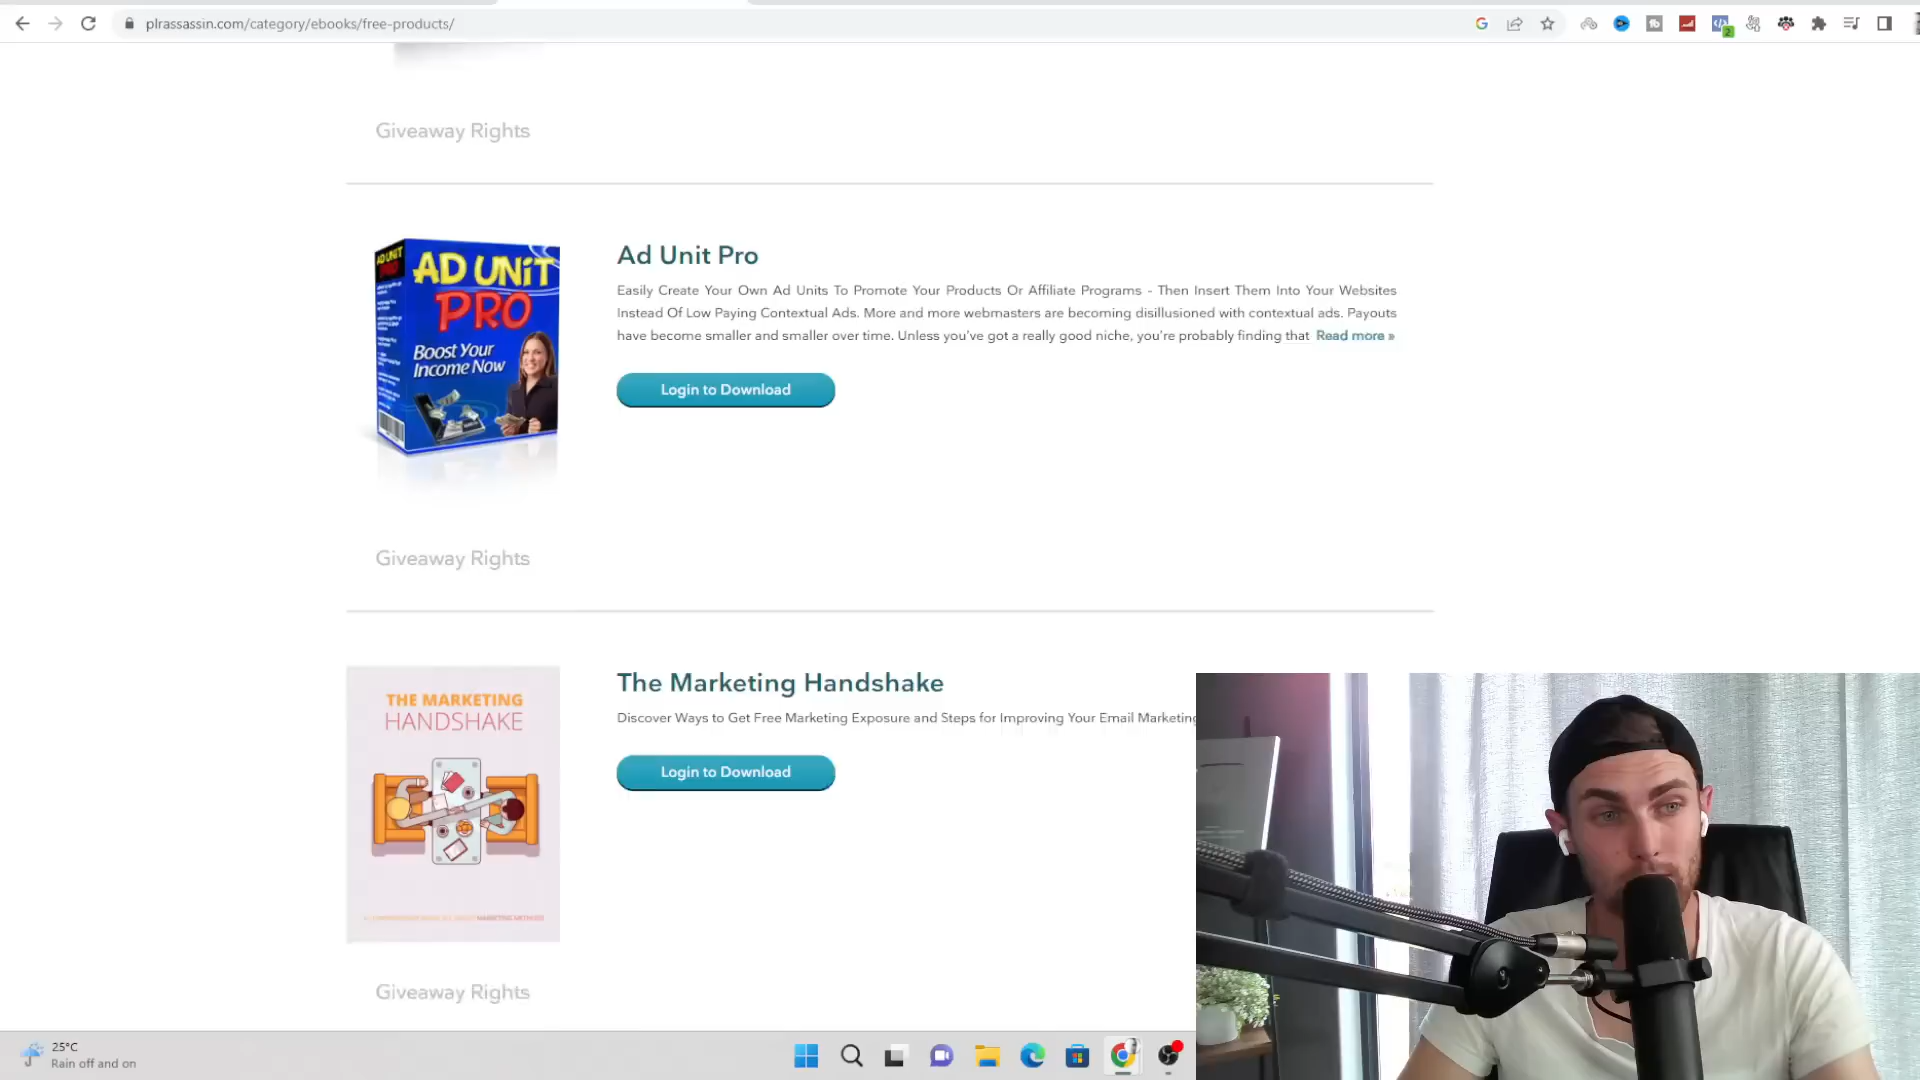 plrassassin.com/category/ebooks/free-products/
2
Giveaway Rights
AD UNIT
PRO
AD UNIT
PRO
Boost Your
Income Now
Ad Unit Pro
Easily Create Your Own Ad Units To Promote Your Products Or Affiliate Programs - Then Insert Them Into Your Websites
Instead Of Low Paying Contextual Ads. More and more webmasters are becoming disillusioned with contextual ads. Payouts
have become smaller and smaller over time. Unless you've got a really good niche, you're probably finding that Read more »
Login to Download
Giveaway Rights
THE MARKETING
HANDSHAKE
The Marketing Handshake
Discover Ways to Get Free Marketing Exposure and Steps for Improving Your Email Marketing
Login to Download
Giveaway Rights
25°C
Rain off and on